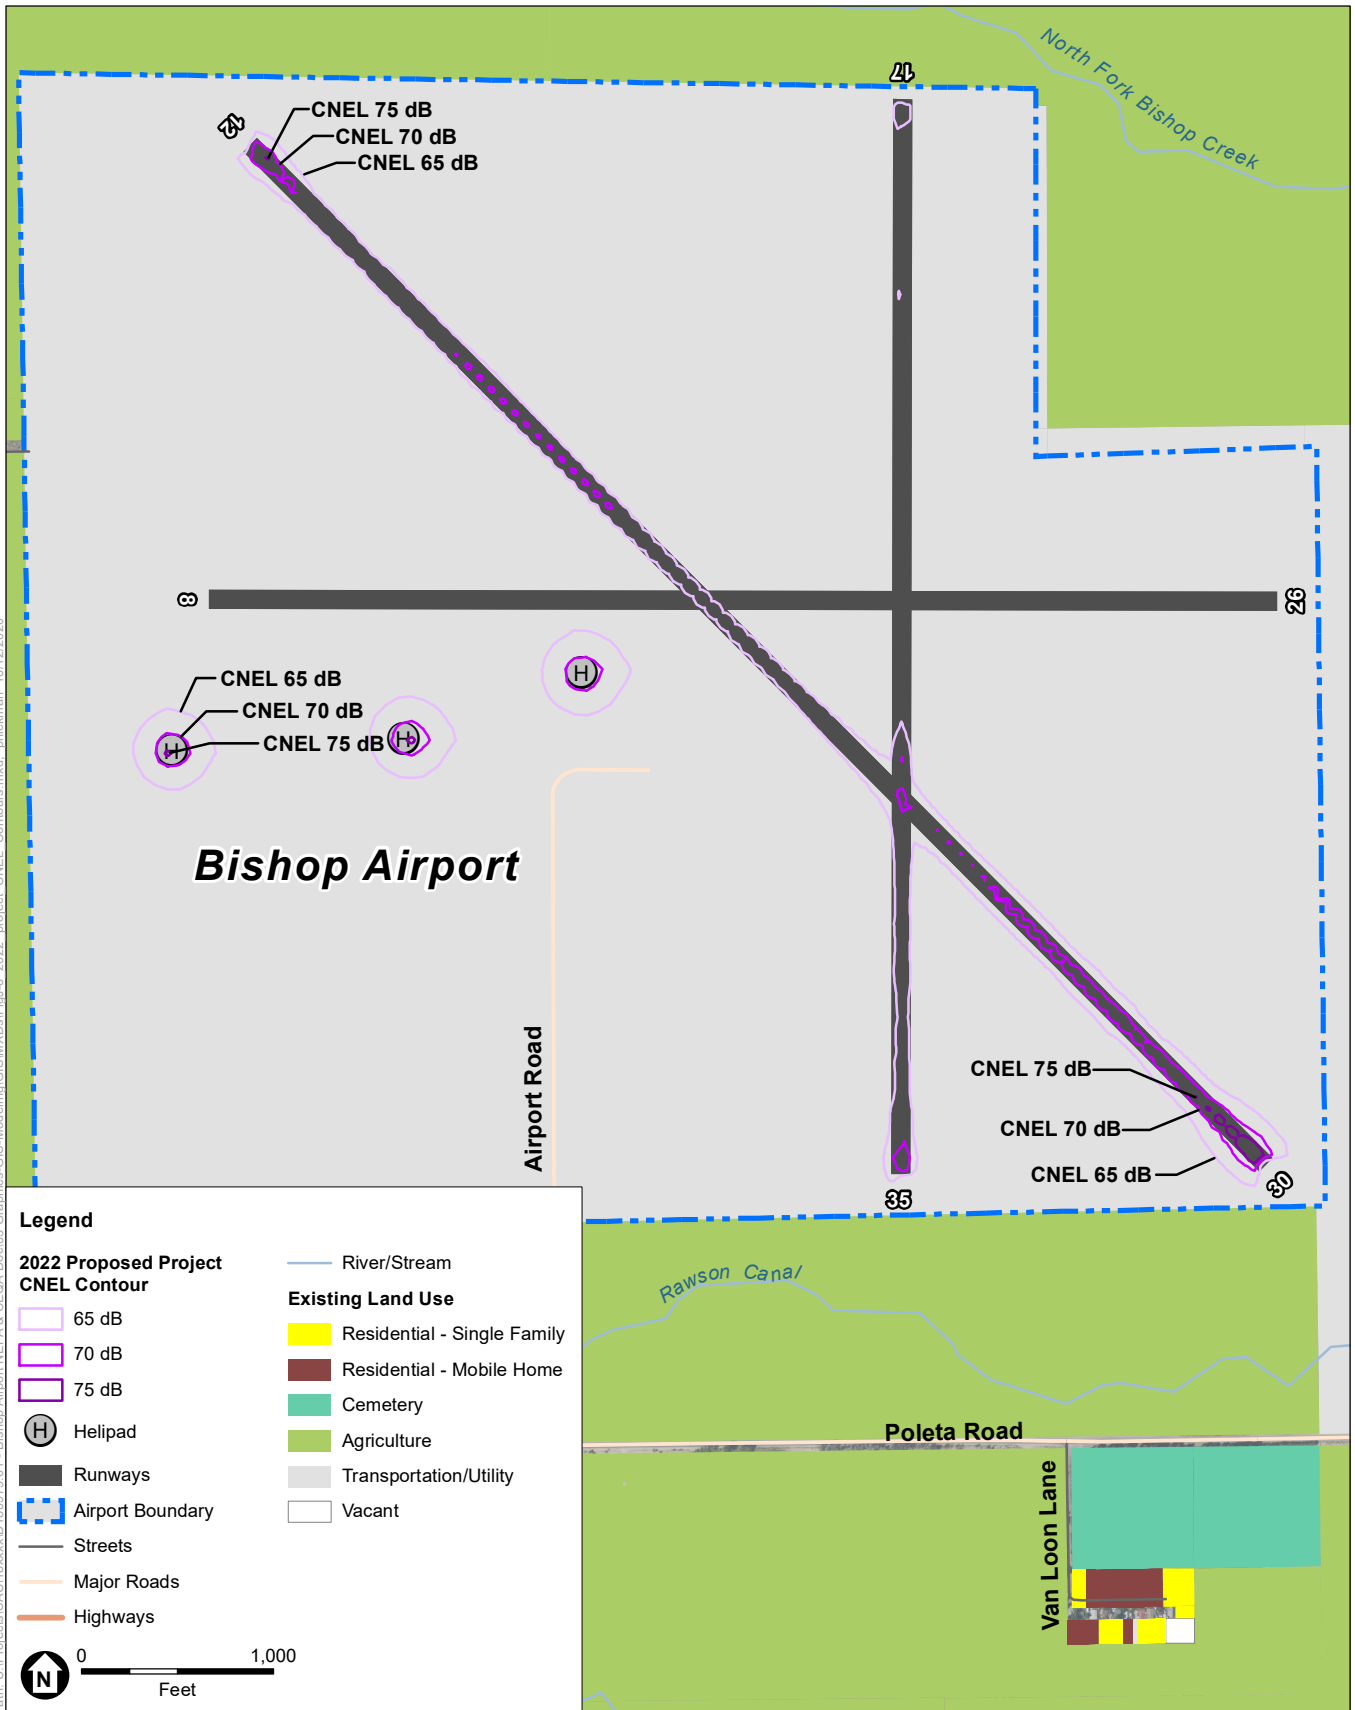 North Fork Bishop Creek
17
12
CNEL 75 dB
CNEL 70 dB
CNEL 65 dB
8
26
CNEL 65 dB
CNEL 70 dB
CNEL 75 dB
H
H
H
Bishop Airport
Airport Road
CNEL 75 dB
CNEL 70 dB
CNEL 65 dB
30
35
Rawson Canal
Poleta Road
Van Loon Lane
Legend
2022 Proposed Project
CNEL Contour
65 dB
70 dB
75 dB
H Helipad
Runways
Airport Boundary
Streets
Major Roads
Highways
River/Stream
Existing Land Use
Residential - Single Family
Residential - Mobile Home
Cemetery
Agriculture
Transportation/Utility
Vacant
N
0 1,000
Feet